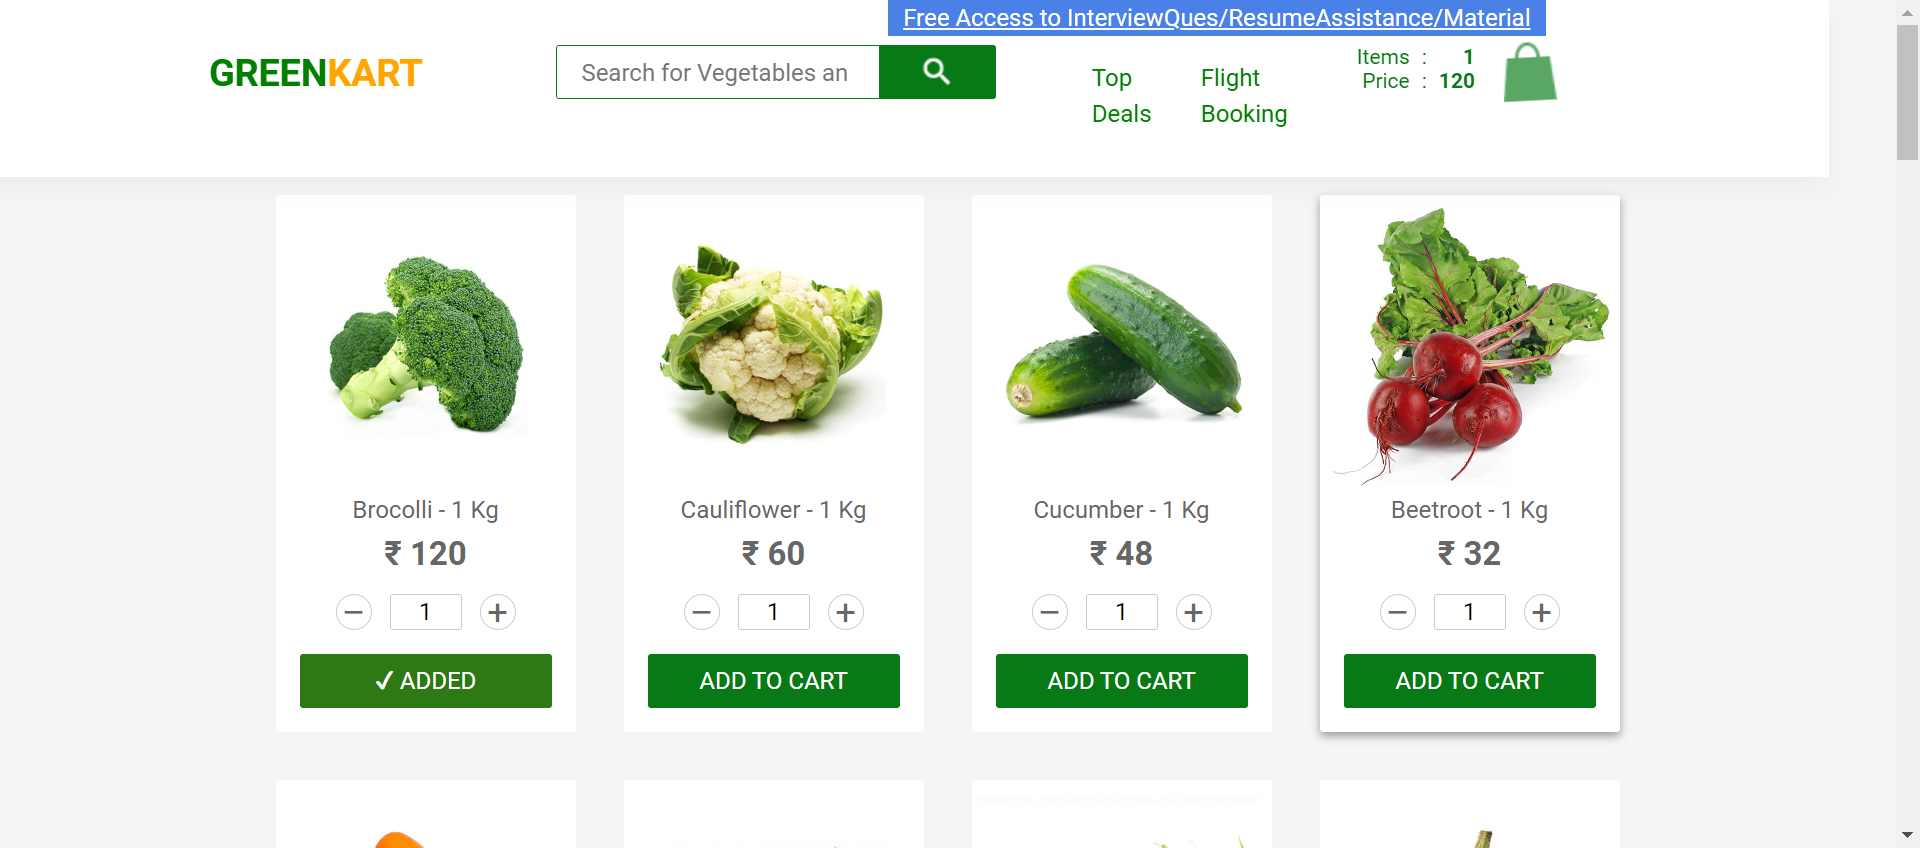 Free Access to InterviewQues/ResumeAssistance/Material
GREENKART
Search for Vegetables an
Top
Deals
Flight
Booking
Items : 1
Price : 120
Brocolli - 1 Kg
₹ 120
– 1 +
✓ ADDED
Cauliflower - 1 Kg
₹ 60
– 1 +
ADD TO CART
Cucumber - 1 Kg
₹ 48
– 1 +
ADD TO CART
Beetroot - 1 Kg
₹ 32
– 1 +
ADD TO CART